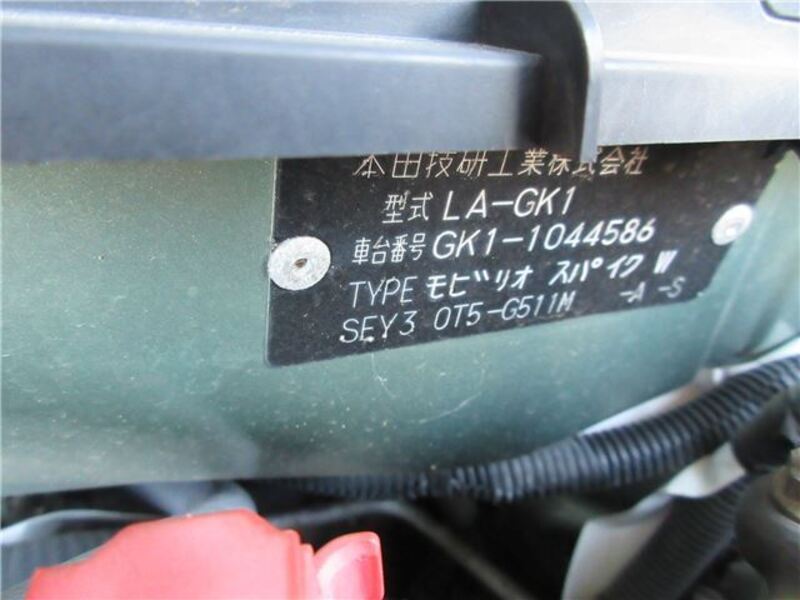 本田技研工業株式会社
型式 LA-GK1
車台番号 GK1-1044586
TYPE モビリオ スパイク W
SEY3 0T5-G511M -A -S